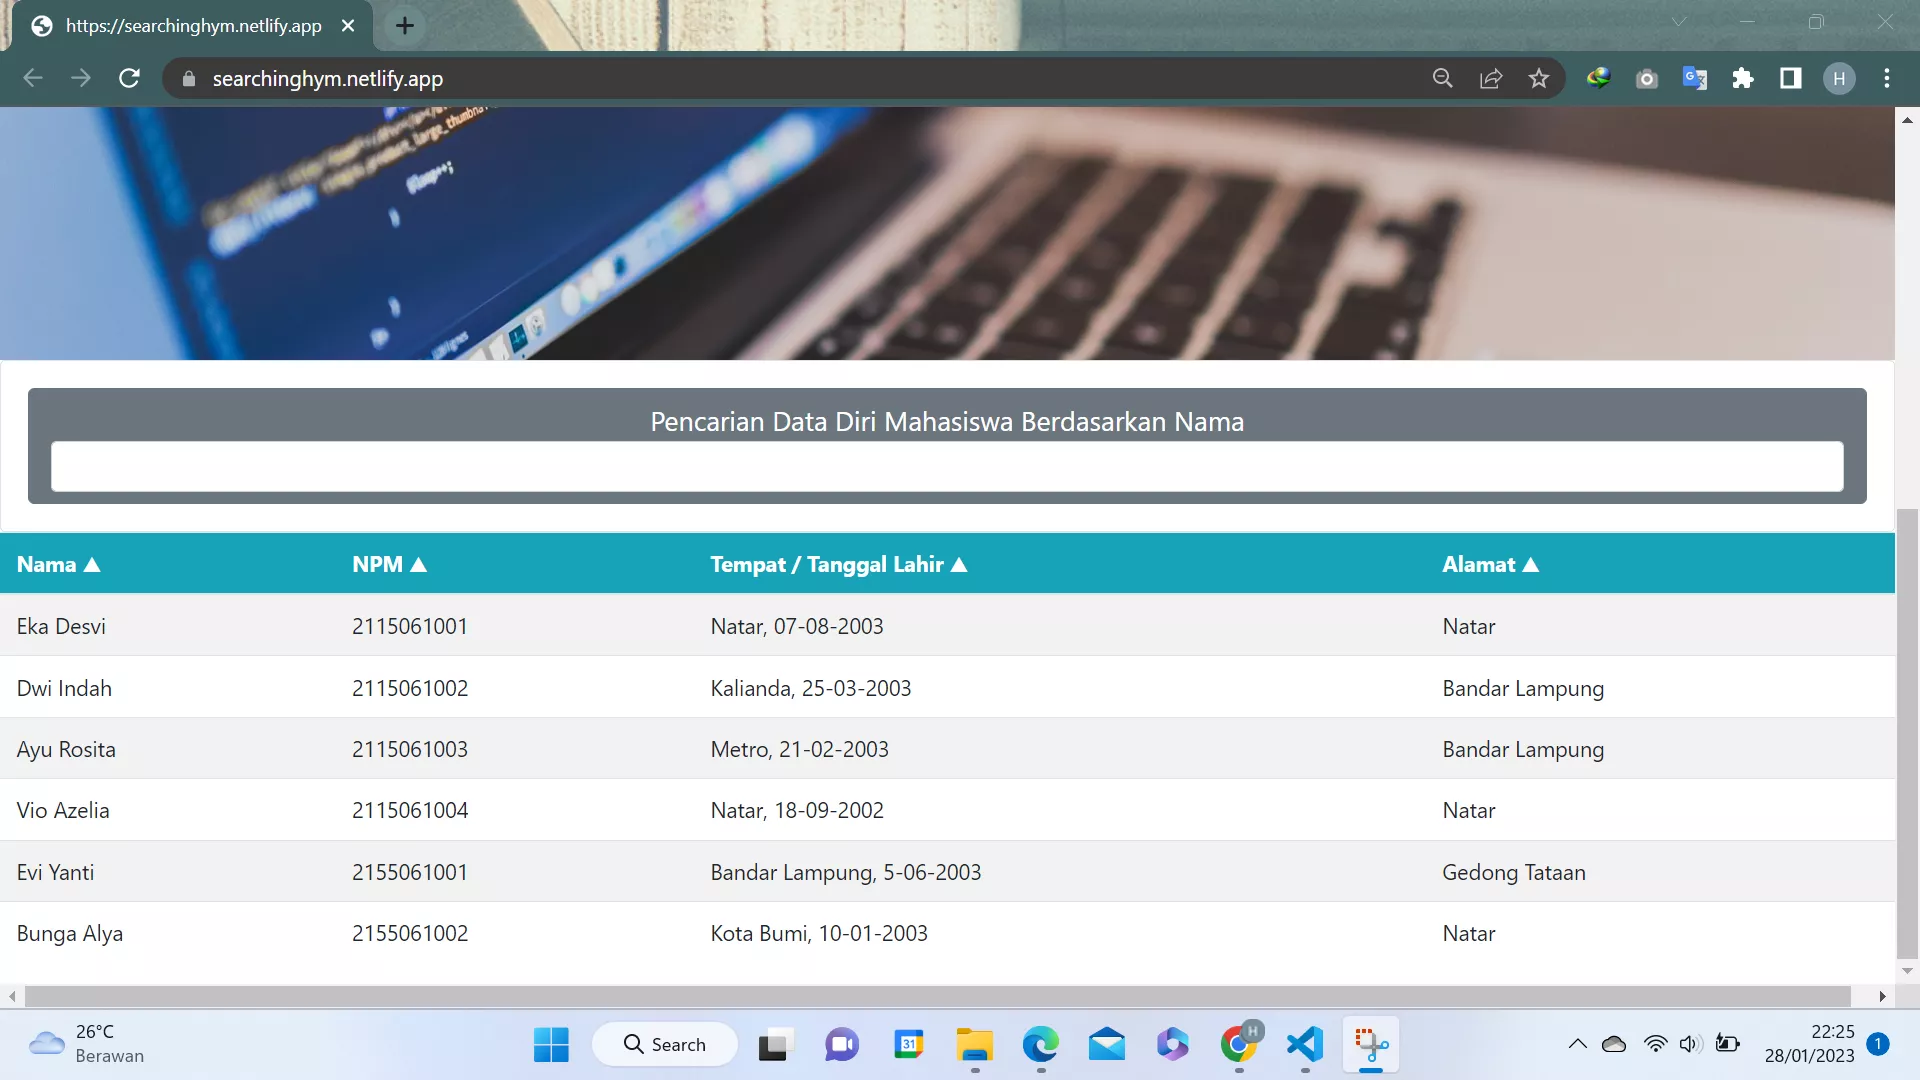 https://searchinghym.netlify.app
searchinghym.netlify.app
H
Pencarian Data Diri Mahasiswa Berdasarkan Nama
Nama ▲ NPM ▲ Tempat / Tanggal Lahir ▲ Alamat ▲
Eka Desvi 2115061001 Natar, 07-08-2003 Natar
Dwi Indah 2115061002 Kalianda, 25-03-2003 Bandar Lampung
Ayu Rosita 2115061003 Metro, 21-02-2003 Bandar Lampung
Vio Azelia 2115061004 Natar, 18-09-2002 Natar
Evi Yanti 2155061001 Bandar Lampung, 5-06-2003 Gedong Tataan
Bunga Alya 2155061002 Kota Bumi, 10-01-2003 Natar
26°C
Berawan
Search
31
H
22:25
28/01/2023
1